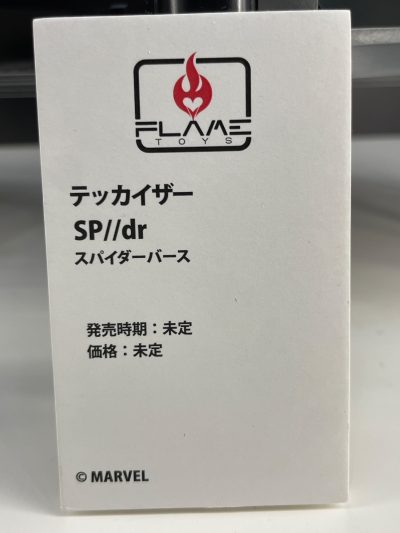 FLAME
TOYS
テッカイザー
SP//dr
スパイダーバース
発売時期：未定
価格：未定
© MARVEL